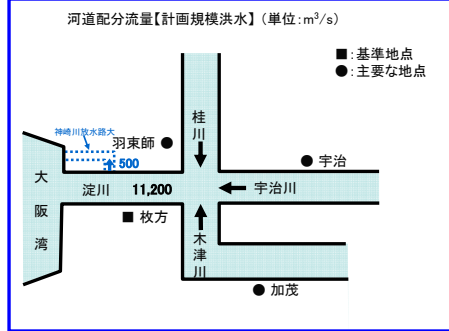 河道配分流量【計画規模洪水】（単位:m³/s）
■:基準地点
●:主要な地点
神崎川放水路大
羽束師 ●
桂川
● 宇治
500
大阪湾
淀川 11,200
宇治川
■ 枚方
木津川
● 加茂